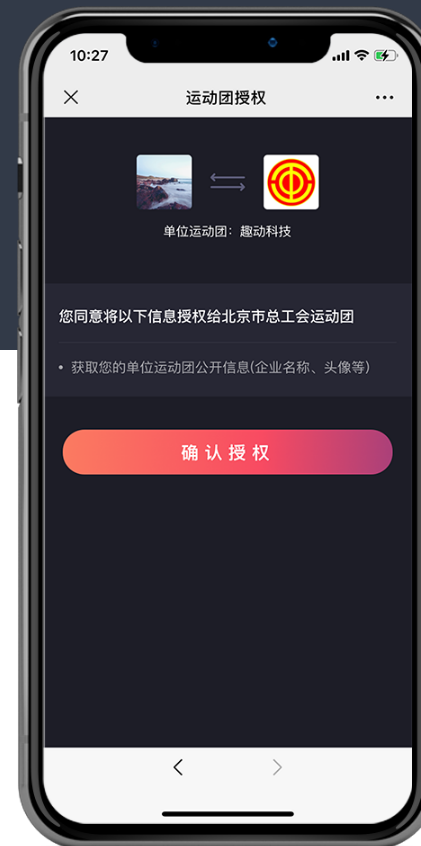 10:27
运动团授权
单位运动团：趣动科技
您同意将以下信息授权给北京市总工会运动团
• 获取您的单位运动团公开信息(企业名称、头像等)
确认授权